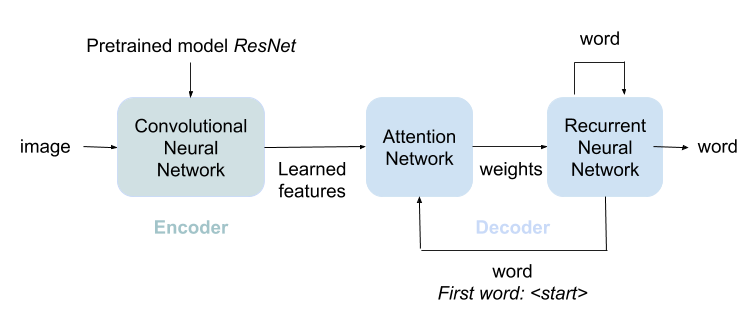 Pretrained model ResNet
word
image
Convolutional
Neural
Network
Learned
features
Attention
Network
weights
Recurrent
Neural
Network
word
Encoder
Decoder
word
First word: <start>